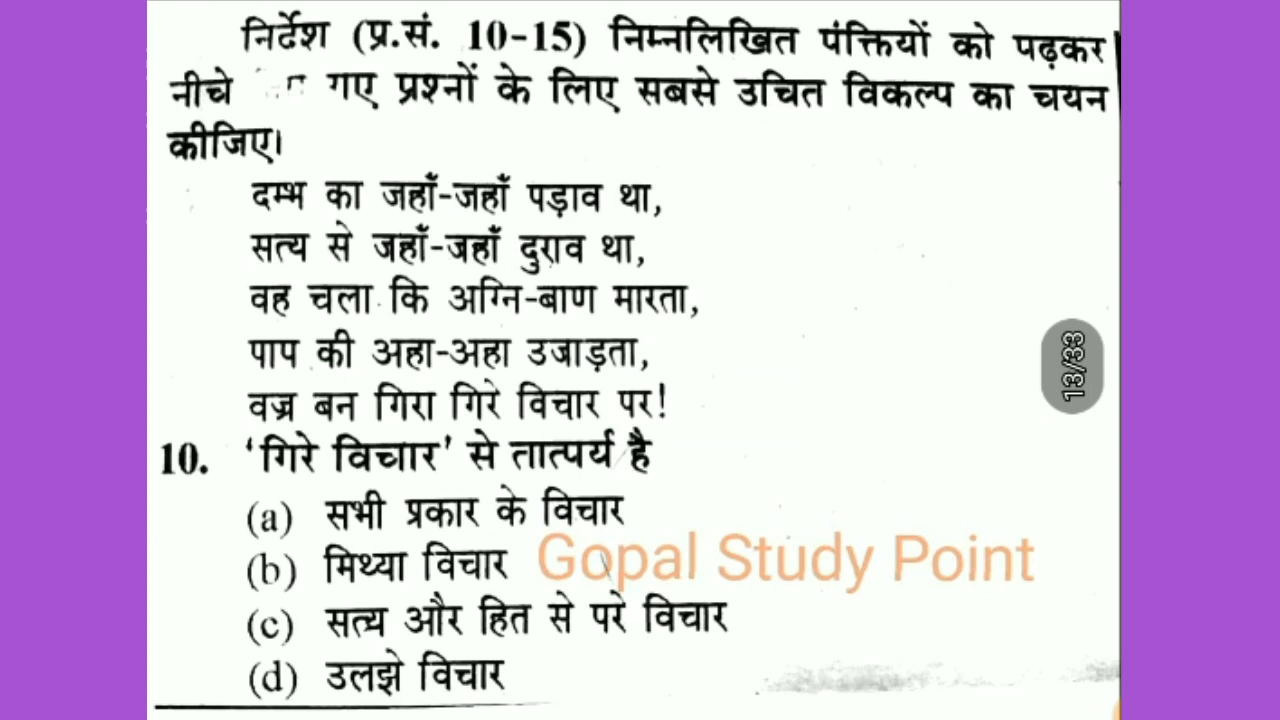 निर्देश (प्र.सं. 10-15) निम्नलिखित पंक्तियों को पढ़कर
नीचे गए प्रश्नों के लिए सबसे उचित विकल्प का चयन
कीजिए।
दम्भ का जहाँ-जहाँ पड़ाव था,
सत्य से जहाँ-जहाँ दुराव था,
वह चला कि अग्नि-बाण मारता,
पाप की अहा-अहा उजाड़ता,
वज्र बन गिरा गिरे विचार पर!
10. 'गिरे विचार' से तात्पर्य है
(a) सभी प्रकार के विचार
(b) मिथ्या विचार
(c) सत्य और हित से परे विचार
(d) उलझे विचार
Gopal Study Point
13/33